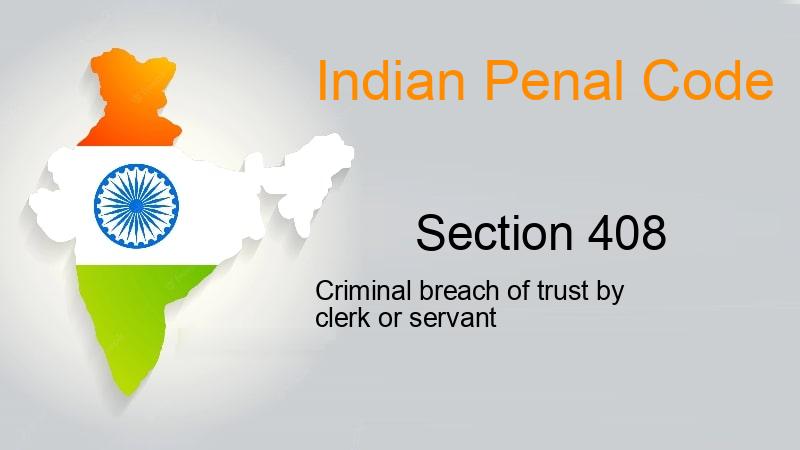 Indian Penal Code
Section 408
Criminal breach of trust by
clerk or servant